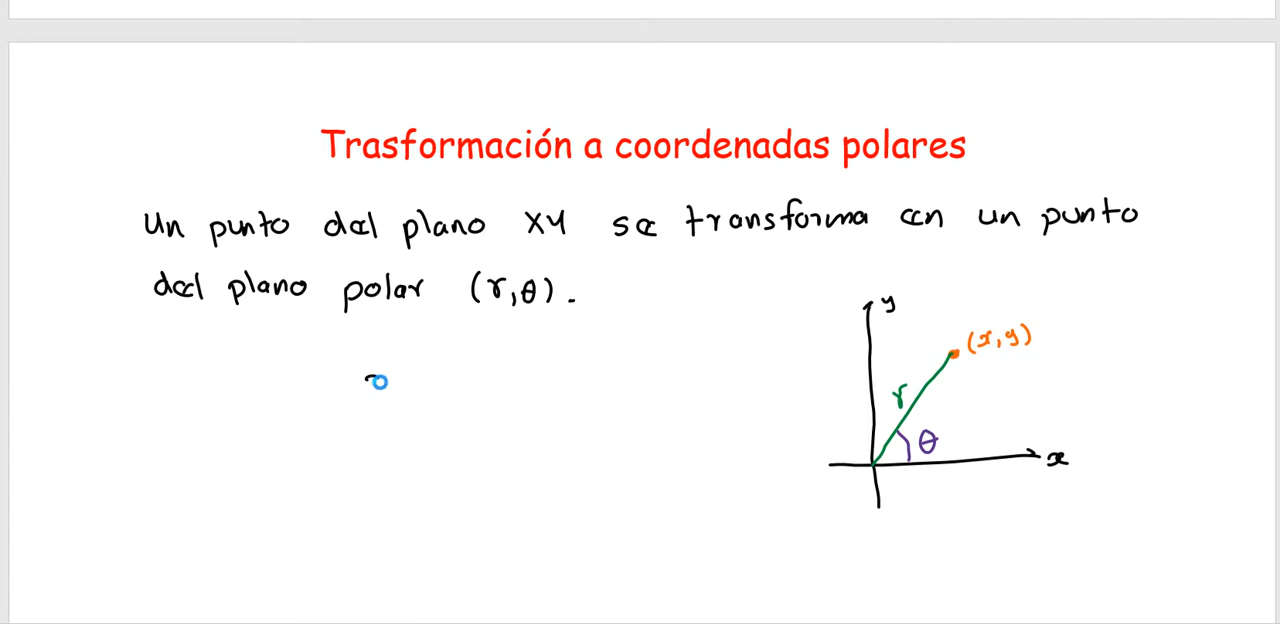 Trasformación a coordenadas polares
Un punto del plano XY se transforma en un punto
del plano polar (r,θ).
y
(x,y)
r
θ
x